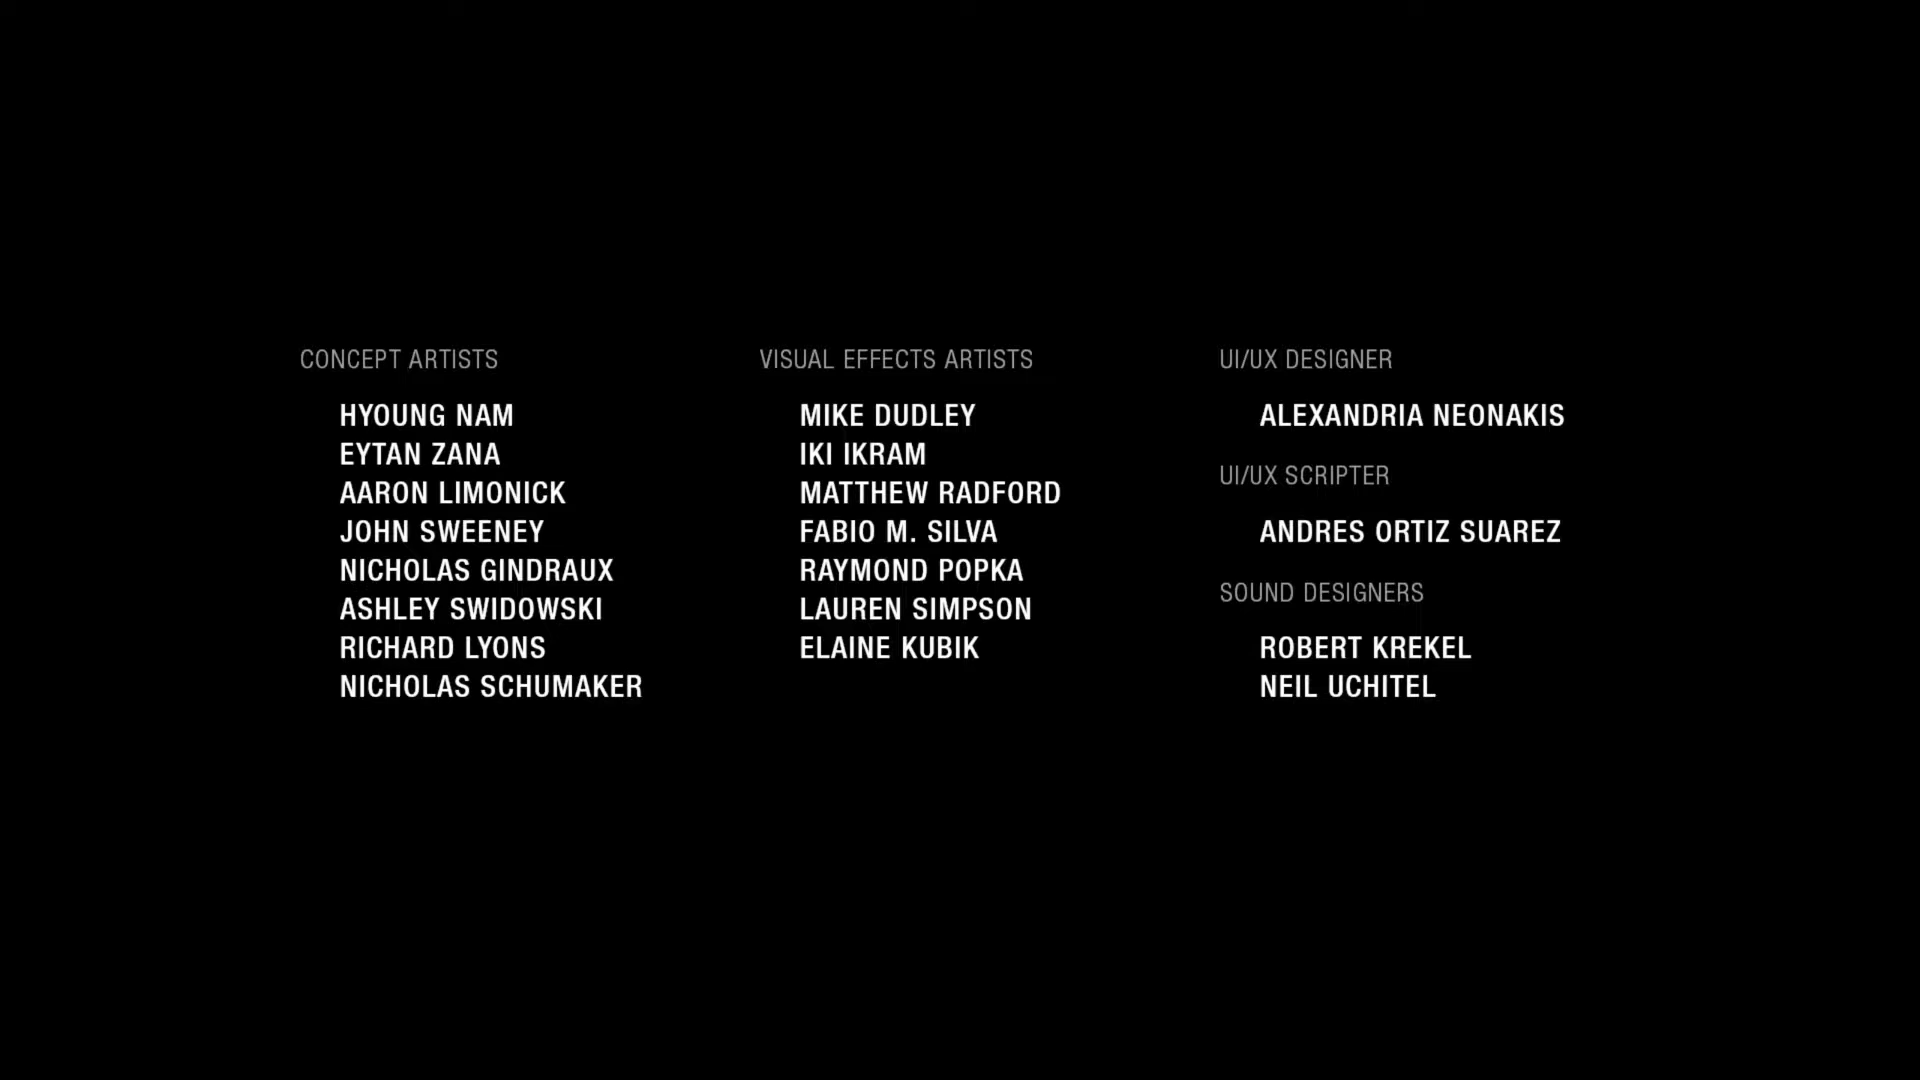 CONCEPT ARTISTS
HYOUNG NAM
EYTAN ZANA
AARON LIMONICK
JOHN SWEENEY
NICHOLAS GINDRAUX
ASHLEY SWIDOWSKI
RICHARD LYONS
NICHOLAS SCHUMAKER
VISUAL EFFECTS ARTISTS
MIKE DUDLEY
IKI IKRAM
MATTHEW RADFORD
FABIO M. SILVA
RAYMOND POPKA
LAUREN SIMPSON
ELAINE KUBIK
UI/UX DESIGNER
ALEXANDRIA NEONAKIS
UI/UX SCRIPTER
ANDRES ORTIZ SUAREZ
SOUND DESIGNERS
ROBERT KREKEL
NEIL UCHITEL